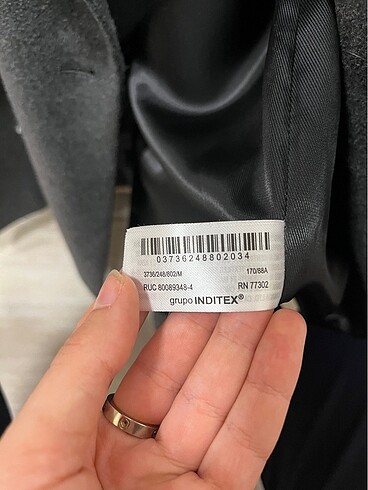 03736248802034
3736/248/802/M 170/88A
RUC 80089348-4 RN 77302
grupo INDITEX®